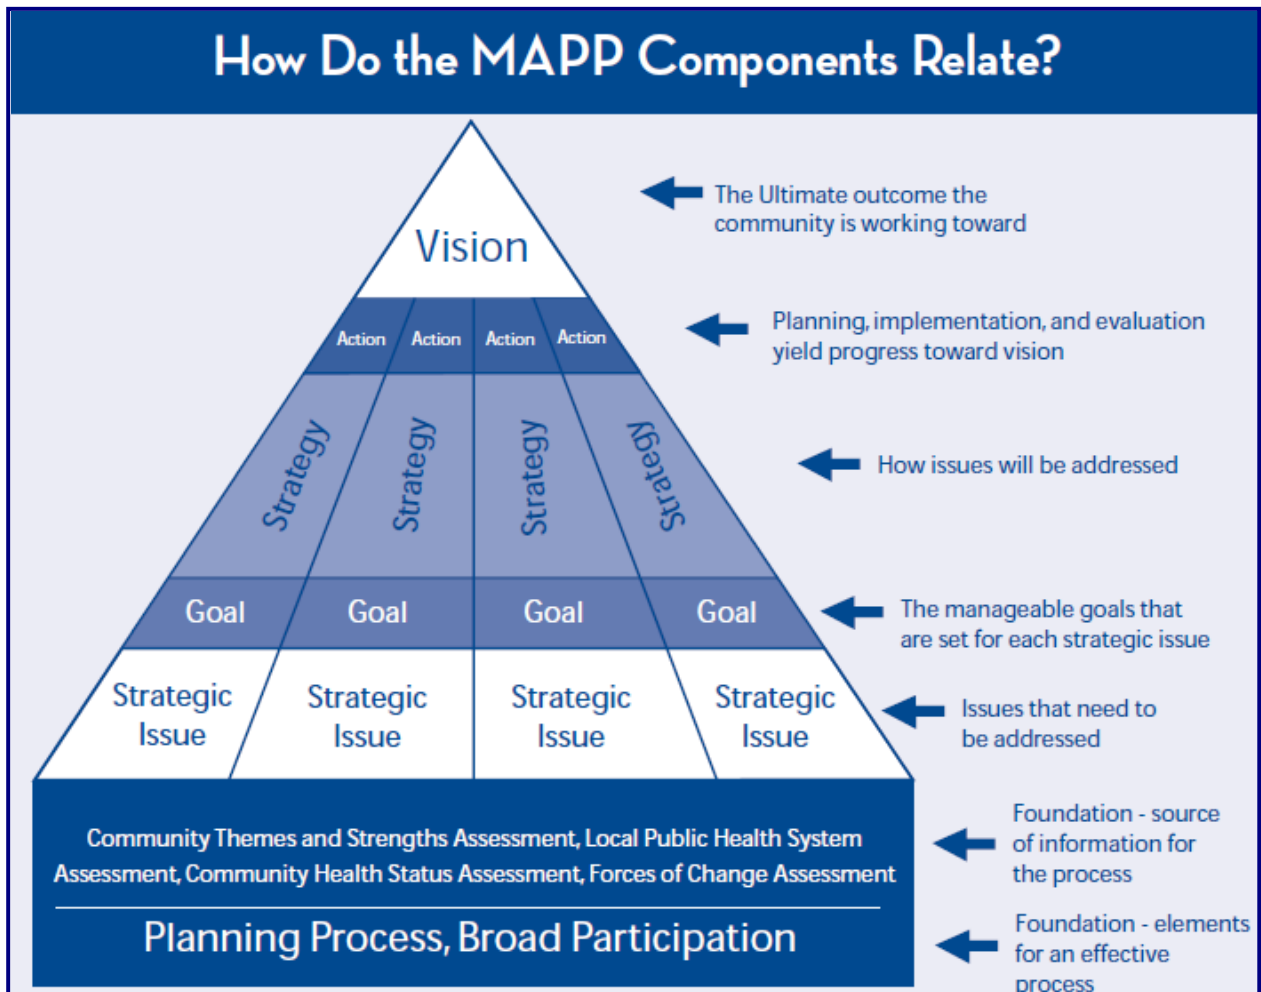 How Do the MAPP Components Relate?
Vision
The Ultimate outcome the
community is working toward
Action Action Action Action
Planning, implementation, and evaluation
yield progress toward vision
Strategy Strategy Strategy Strategy
How issues will be addressed
Goal Goal Goal Goal
The manageable goals that
are set for each strategic issue
Strategic Strategic Strategic Strategic
Issue Issue Issue Issue
Issues that need to
be addressed
Community Themes and Strengths Assessment, Local Public Health System
Assessment, Community Health Status Assessment, Forces of Change Assessment
Foundation - source
of information for
the process
Planning Process, Broad Participation
Foundation - elements
for an effective
process